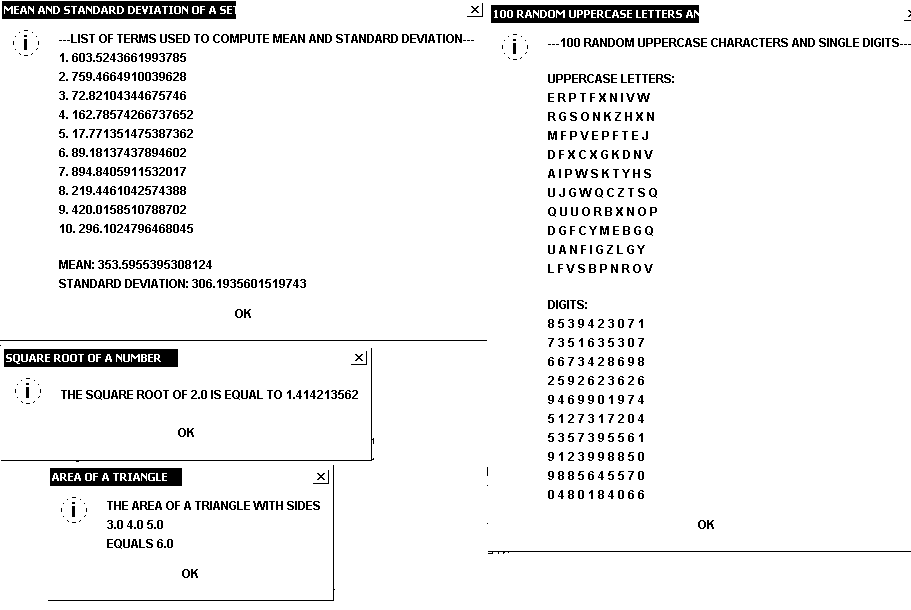 MEAN AND STANDARD DEVIATION OF A SET
---LIST OF TERMS USED TO COMPUTE MEAN AND STANDARD DEVIATION---
1. 603.5243661993785
2. 759.4664910039628
3. 72.82104344675746
4. 162.78574266737652
5. 17.771351475387362
6. 89.18137437894602
7. 894.8405911532017
8. 219.4461042574388
9. 420.0158510788702
10. 296.1024796468045
MEAN: 353.5955395308124
STANDARD DEVIATION: 306.1935601519743
OK
SQUARE ROOT OF A NUMBER
THE SQUARE ROOT OF 2.0 IS EQUAL TO 1.414213562
OK
AREA OF A TRIANGLE
THE AREA OF A TRIANGLE WITH SIDES
3.0 4.0 5.0
EQUALS 6.0
OK
100 RANDOM UPPERCASE LETTERS AN
---100 RANDOM UPPERCASE CHARACTERS AND SINGLE DIGITS---
UPPERCASE LETTERS:
E R P T F X N I V W
R G S O N K Z H X N
M F P V E P F T E J
D F X C X G K D N V
A I P W S K T Y H S
U J G W Q C Z T S Q
Q U U O R B X N O P
D G F C Y M E B G Q
U A N F I G Z L G Y
L F V S B P N R O V
DIGITS:
8 5 3 9 4 2 3 0 7 1
7 3 5 1 6 3 5 3 0 7
6 6 7 3 4 2 8 6 9 8
2 5 9 2 6 2 3 6 2 6
9 4 6 9 9 0 1 9 7 4
5 1 2 7 3 1 7 2 0 4
5 3 5 7 3 9 5 5 6 1
9 1 2 3 9 9 8 8 5 0
9 8 8 5 6 4 5 5 7 0
0 4 8 0 1 8 4 0 6 6
OK